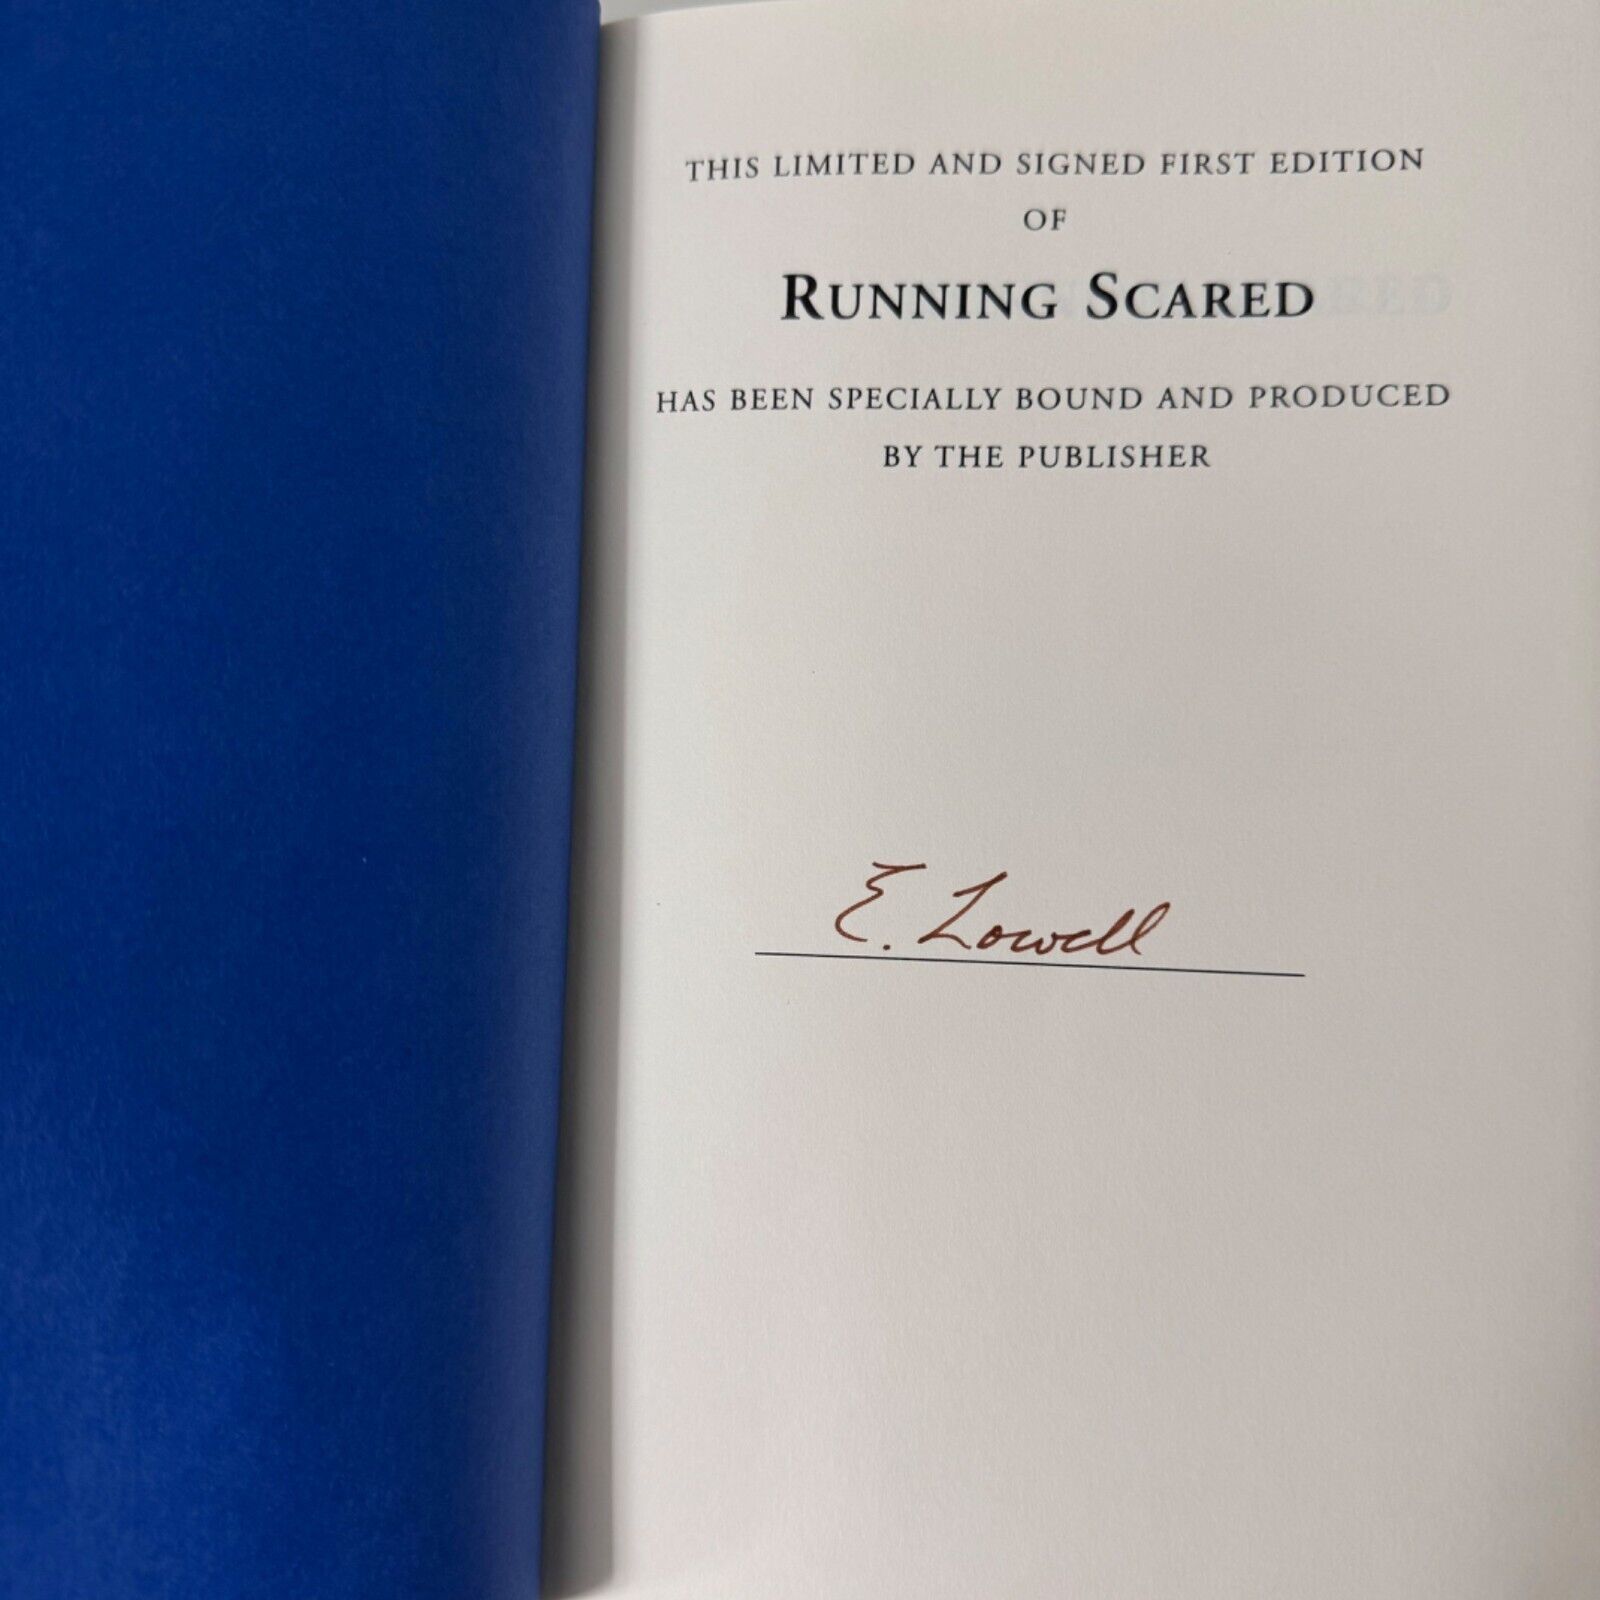 THIS LIMITED AND SIGNED FIRST EDITION
OF
RUNNING SCARED
HAS BEEN SPECIALLY BOUND AND PRODUCED
BY THE PUBLISHER
E. Lowell